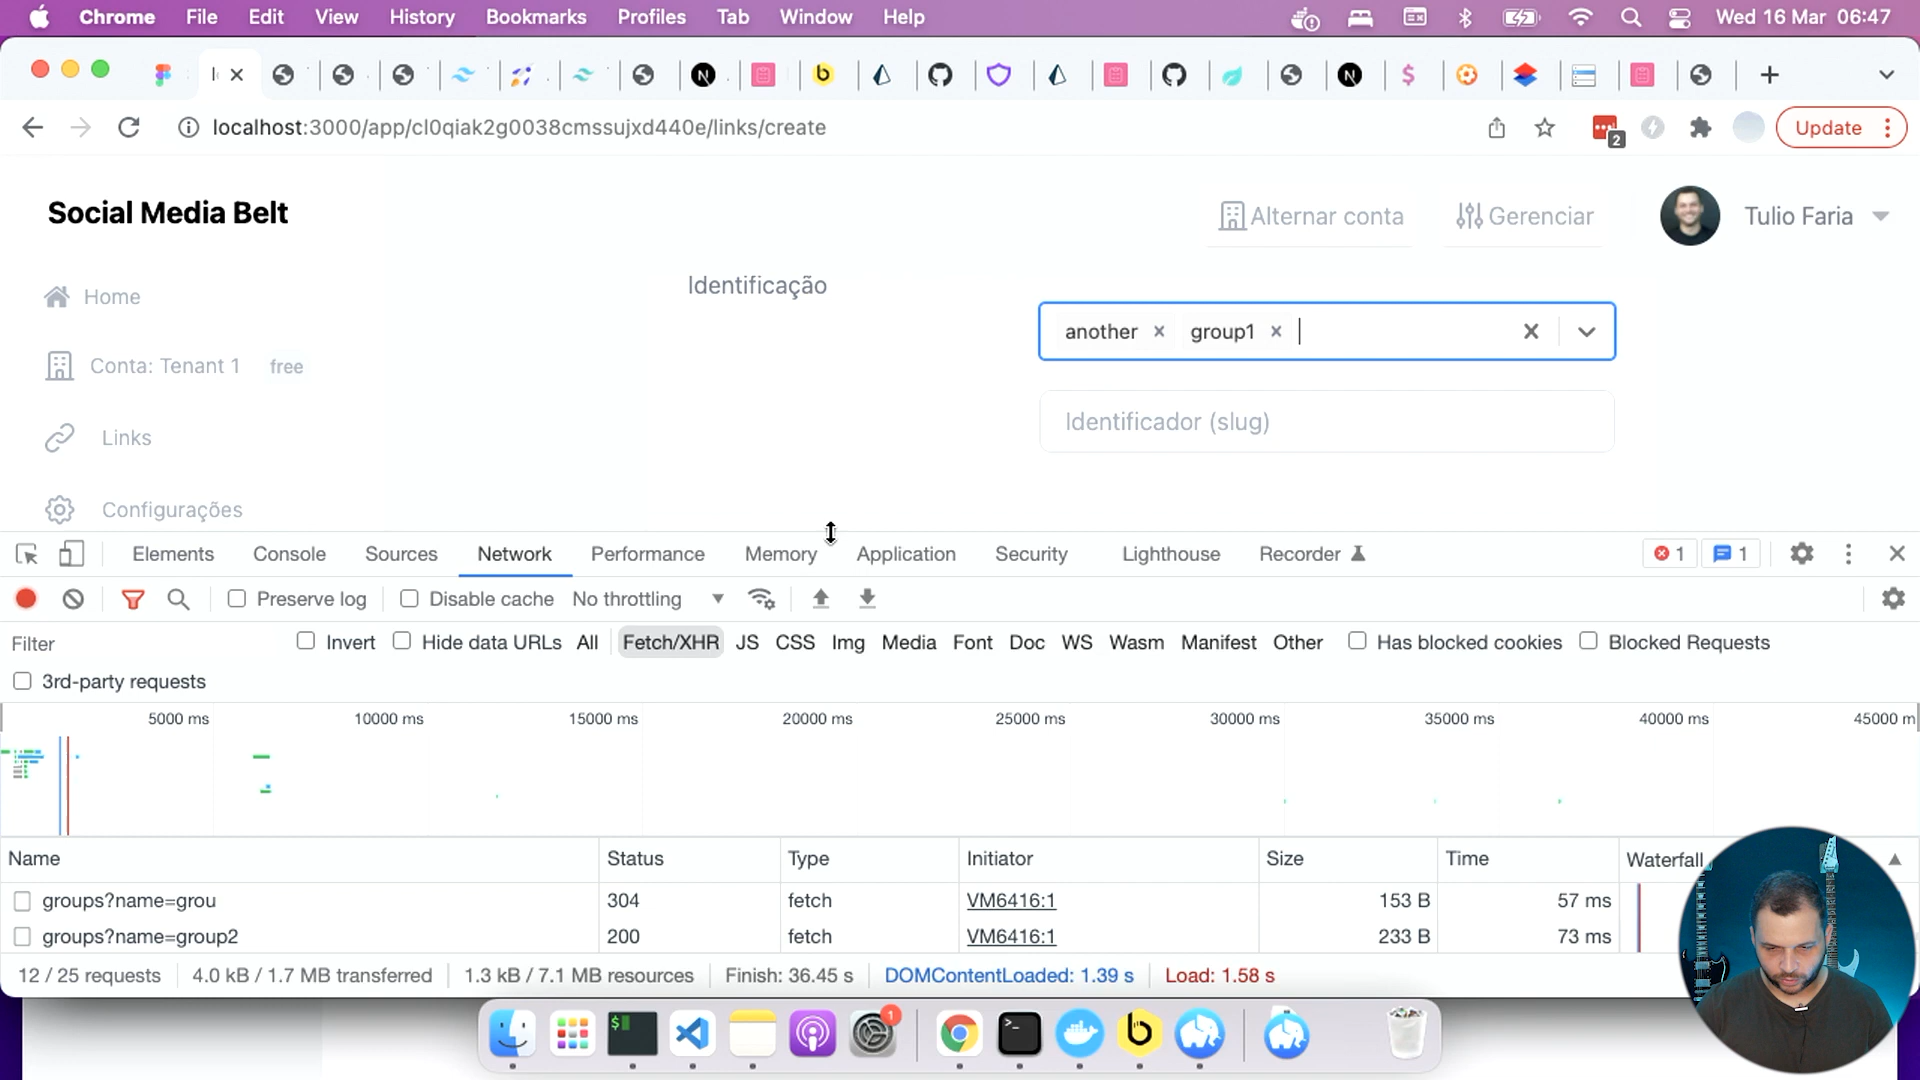 Chrome File Edit View History Bookmarks Profiles Tab Window Help Wed 16 Mar 06:47
localhost:3000/app/cl0qiak2g0038cmssujxd440e/links/create 2 Update
Social Media Belt
Alternar conta Gerenciar Tulio Faria
Identificação
Home
another group1
Conta: Tenant 1 free
Identificador (slug)
Links
Configurações
Elements Console Sources Network Performance Memory Application Security Lighthouse Recorder 1 1
Preserve log Disable cache No throttling
Filter Invert Hide data URLs All Fetch/XHR JS CSS Img Media Font Doc WS Wasm Manifest Other Has blocked cookies Blocked Requests
3rd-party requests
5000 ms 10000 ms 15000 ms 20000 ms 25000 ms 30000 ms 35000 ms 40000 ms 45000 m
Name Status Type Initiator Size Time Waterfall
groups?name=grou 304 fetch VM6416:1 153 B 57 ms
groups?name=group2 200 fetch VM6416:1 233 B 73 ms
12 / 25 requests 4.0 kB / 1.7 MB transferred 1.3 kB / 7.1 MB resources Finish: 36.45 s DOMContentLoaded: 1.39 s Load: 1.58 s
1